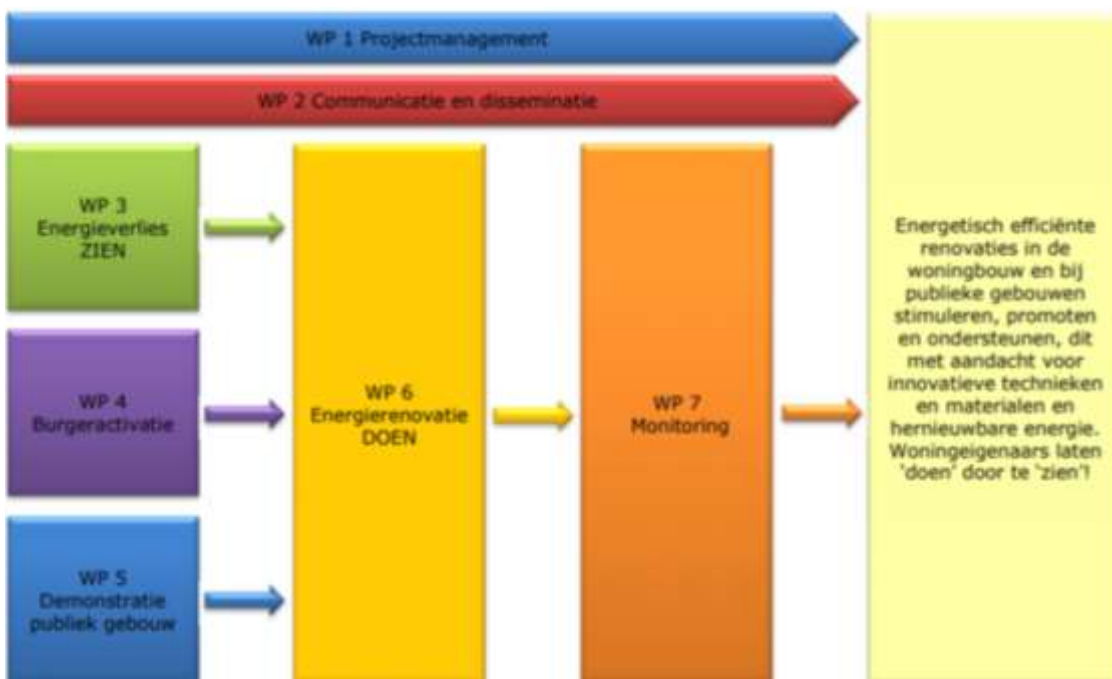 WP 1 Projectmanagement
WP 2 Communicatie en disseminatie
WP 3
Energieverlies
ZIEN
WP 4
Burgeractivatie
WP 5
Demonstratie
publiek gebouw
WP 6
Energierenovatie
DOEN
WP 7
Monitoring
Energetisch efficiënte
renovaties in de
woningbouw en bij
publieke gebouwen
stimuleren, promoten
en ondersteunen, dit
met aandacht voor
innovatieve technieken
en materialen en
hernieuwbare energie.
Woningeigenaars laten
'doen' door te 'zien'!